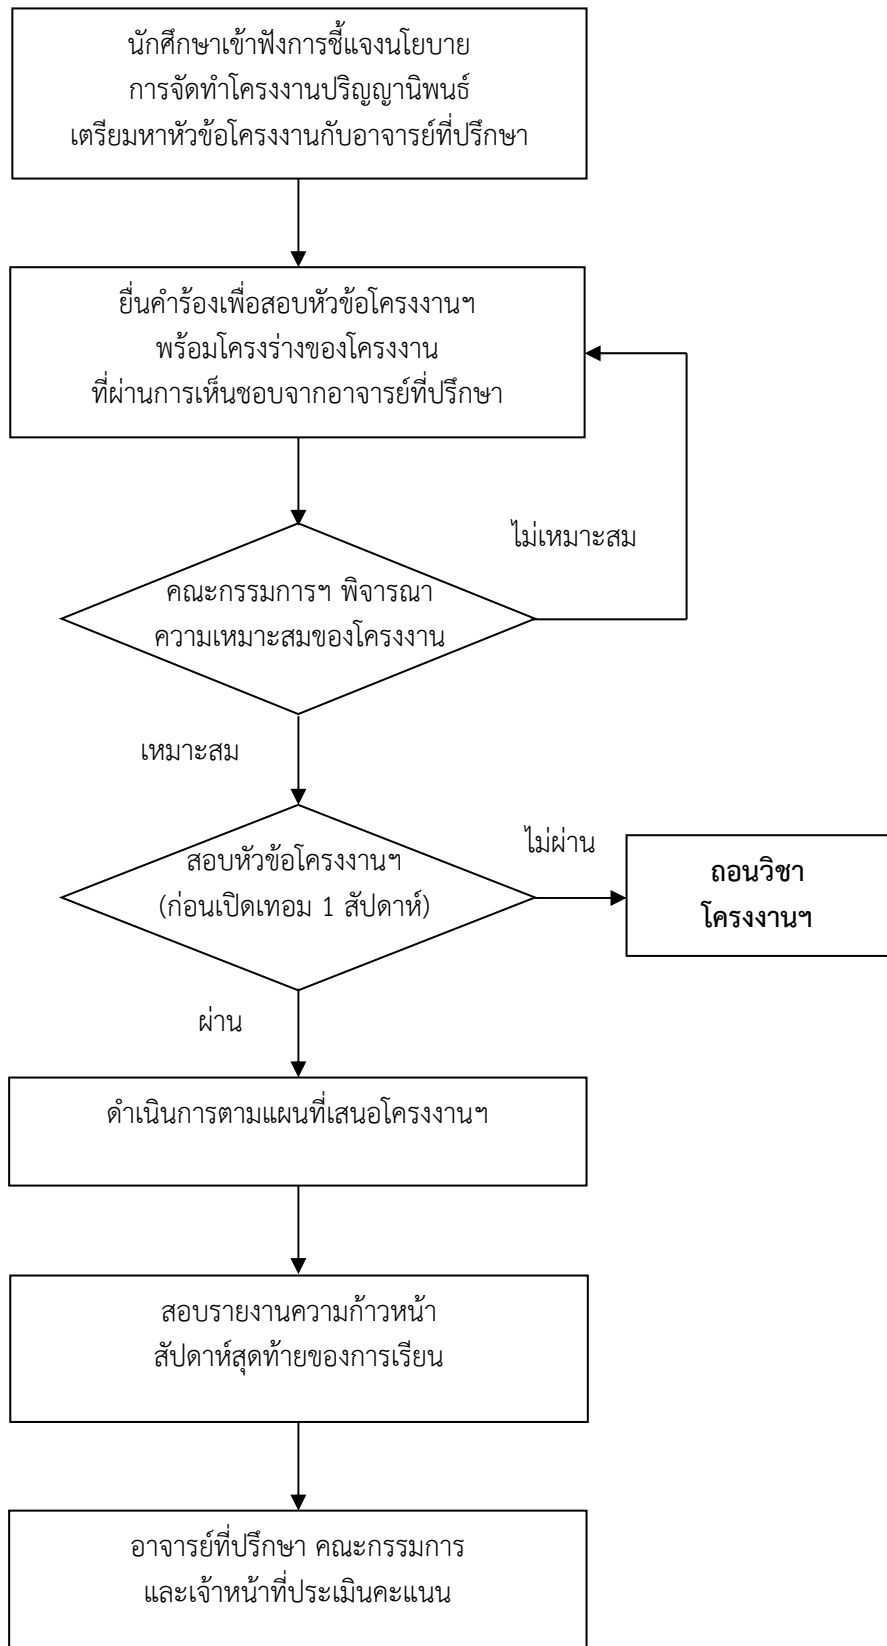 นักศึกษาเข้าฟังการชี้แจงนโยบาย
การจัดทำโครงงานปริญญานิพนธ์
เตรียมหาหัวข้อโครงงานกับอาจารย์ที่ปรึกษา
ยื่นคำร้องเพื่อสอบหัวข้อโครงงานฯ
พร้อมโครงร่างของโครงงาน
ที่ผ่านการเห็นชอบจากอาจารย์ที่ปรึกษา
ไม่เหมาะสม
คณะกรรมการฯ พิจารณา
ความเหมาะสมของโครงงาน
เหมาะสม
ไม่ผ่าน
สอบหัวข้อโครงงานฯ
(ก่อนเปิดเทอม 1 สัปดาห์)
ถอนวิชา
โครงงานฯ
ผ่าน
ดำเนินการตามแผนที่เสนอโครงงานฯ
สอบรายงานความก้าวหน้า
สัปดาห์สุดท้ายของการเรียน
อาจารย์ที่ปรึกษา คณะกรรมการ
และเจ้าหน้าที่ประเมินคะแนน